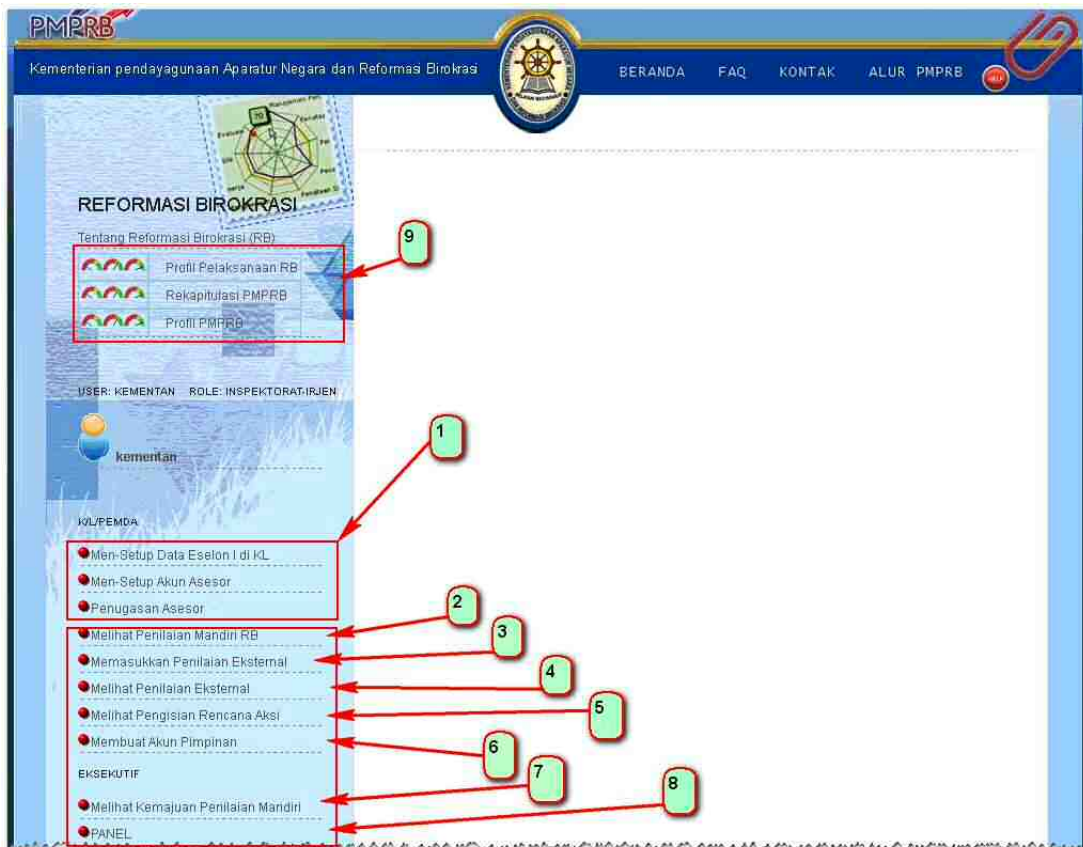 PMPRB
Kementerian pendayagunaan Aparatur Negara dan Reformasi Birokrasi
BERANDA FAQ KONTAK ALUR PMPRB HELP
70
REFORMASI BIROKRASI
Tentang Reformasi Birokrasi (RB)
9
Profil Pelaksanaan RB
Rekapitulasi PMPRB
Profil PMPRB
USER: KEMENTAN ROLE: INSPEKTORAT-IRJEN
1
kementan
K/L/PEMDA
Men-Setup Data Eselon I di KL
Men-Setup Akun Asesor
Penugasan Asesor
2
Melihat Penilaian Mandiri RB
3
Memasukkan Penilaian Eksternal
4
Melihat Penilaian Eksternal
5
Melihat Pengisian Rencana Aksi
6
Membuat Akun Pimpinan
EKSEKUTIF
7
Melihat Kemajuan Penilaian Mandiri
8
PANEL